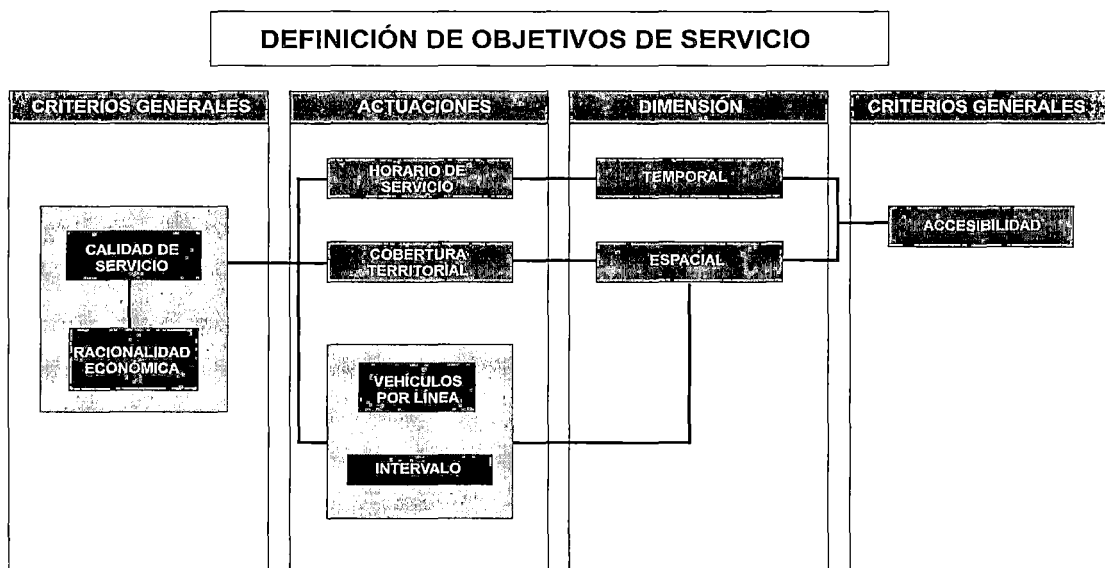 DEFINICIÓN DE OBJETIVOS DE SERVICIO
CRITERIOS GENERALES
CALIDAD DE
SERVICIO
RACIONALIDAD
ECONÓMICA
ACTUACIONES
HORARIO DE
SERVICIO
COBERTURA
TERRITORIAL
VEHÍCULOS
POR LÍNEA
INTERVALO
DIMENSIÓN
TEMPORAL
ESPACIAL
CRITERIOS GENERALES
ACCESIBILIDAD